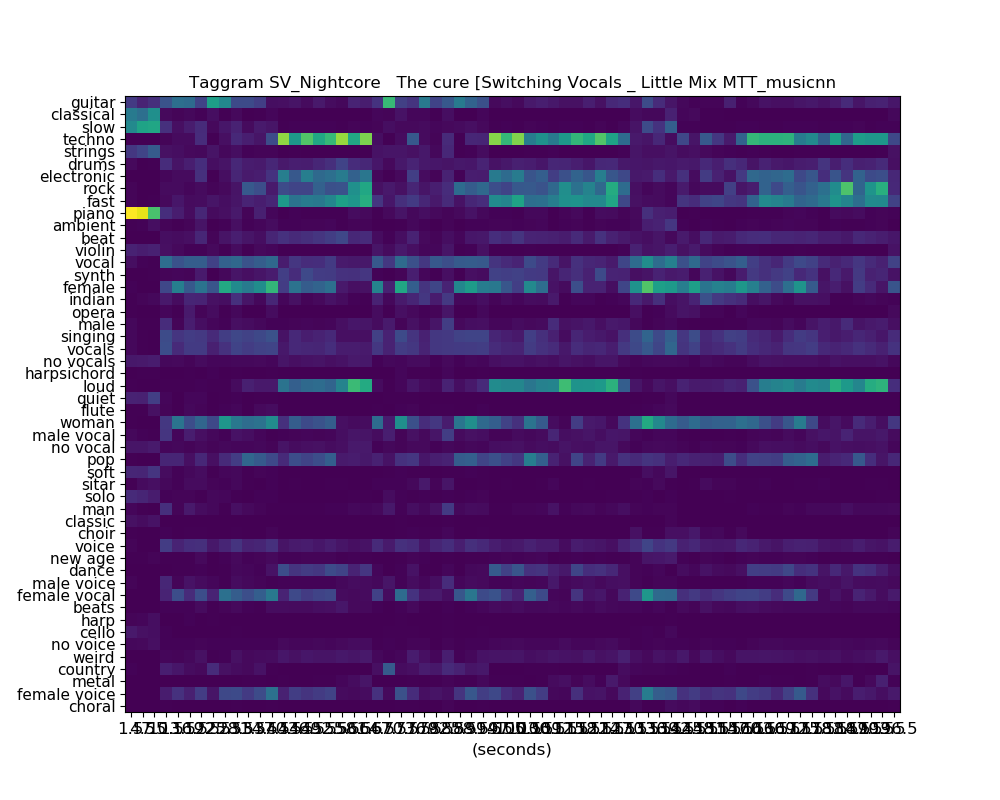 Taggram SV_Nightcore   The cure [Switching Vocals _ Little Mix MTT_musicnn
guitar
classical
slow
techno
strings
drums
electronic
rock
fast
piano
ambient
beat
violin
vocal
synth
female
indian
opera
male
singing
vocals
no vocals
harpsichord
loud
quiet
flute
woman
male vocal
no vocal
pop
soft
sitar
solo
man
classic
choir
voice
new age
dance
male voice
female vocal
beats
harp
cello
no voice
weird
country
metal
female voice
choral
(seconds)